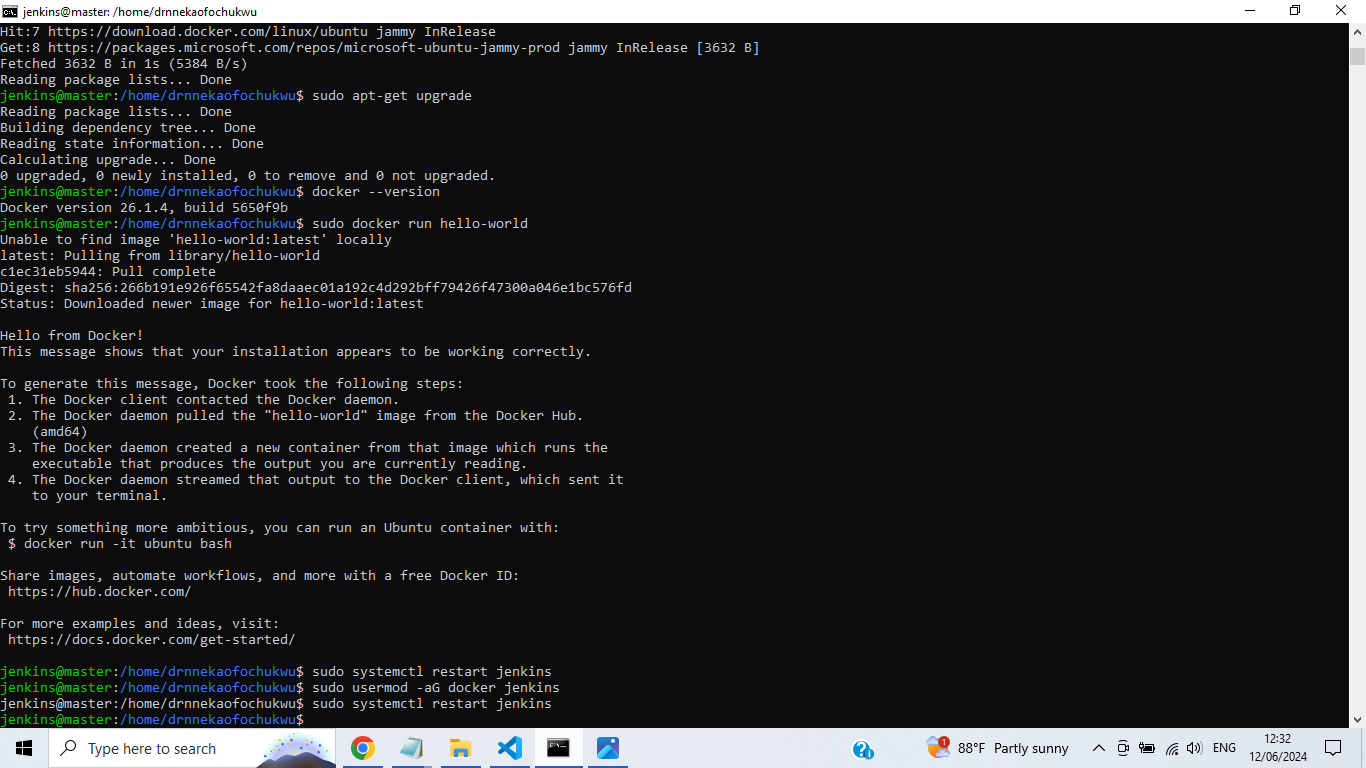 jenkins@master: /home/drnnekaofochukwu
Hit:7 https://download.docker.com/linux/ubuntu jammy InRelease
Get:8 https://packages.microsoft.com/repos/microsoft-ubuntu-jammy-prod jammy InRelease [3632 B]
Fetched 3632 B in 1s (5384 B/s)
Reading package lists... Done
jenkins@master:/home/drnnekaofochukwu$ sudo apt-get upgrade
Reading package lists... Done
Building dependency tree... Done
Reading state information... Done
Calculating upgrade... Done
0 upgraded, 0 newly installed, 0 to remove and 0 not upgraded.
jenkins@master:/home/drnnekaofochukwu$ docker --version
Docker version 26.1.4, build 5650f9b
jenkins@master:/home/drnnekaofochukwu$ sudo docker run hello-world
Unable to find image 'hello-world:latest' locally
latest: Pulling from library/hello-world
c1ec31eb5944: Pull complete
Digest: sha256:266b191e926f65542fa8daaec01a192c4d292bff79426f47300a046e1bc576fd
Status: Downloaded newer image for hello-world:latest
Hello from Docker!
This message shows that your installation appears to be working correctly.
To generate this message, Docker took the following steps:
1. The Docker client contacted the Docker daemon.
2. The Docker daemon pulled the "hello-world" image from the Docker Hub.
(amd64)
3. The Docker daemon created a new container from that image which runs the
executable that produces the output you are currently reading.
4. The Docker daemon streamed that output to the Docker client, which sent it
to your terminal.
To try something more ambitious, you can run an Ubuntu container with:
$ docker run -it ubuntu bash
Share images, automate workflows, and more with a free Docker ID:
https://hub.docker.com/
For more examples and ideas, visit:
https://docs.docker.com/get-started/
jenkins@master:/home/drnnekaofochukwu$ sudo systemctl restart jenkins
jenkins@master:/home/drnnekaofochukwu$ sudo usermod -aG docker jenkins
jenkins@master:/home/drnnekaofochukwu$ sudo systemctl restart jenkins
jenkins@master:/home/drnnekaofochukwu$
Type here to search
1
88°F Partly sunny
ENG
12:32
12/06/2024